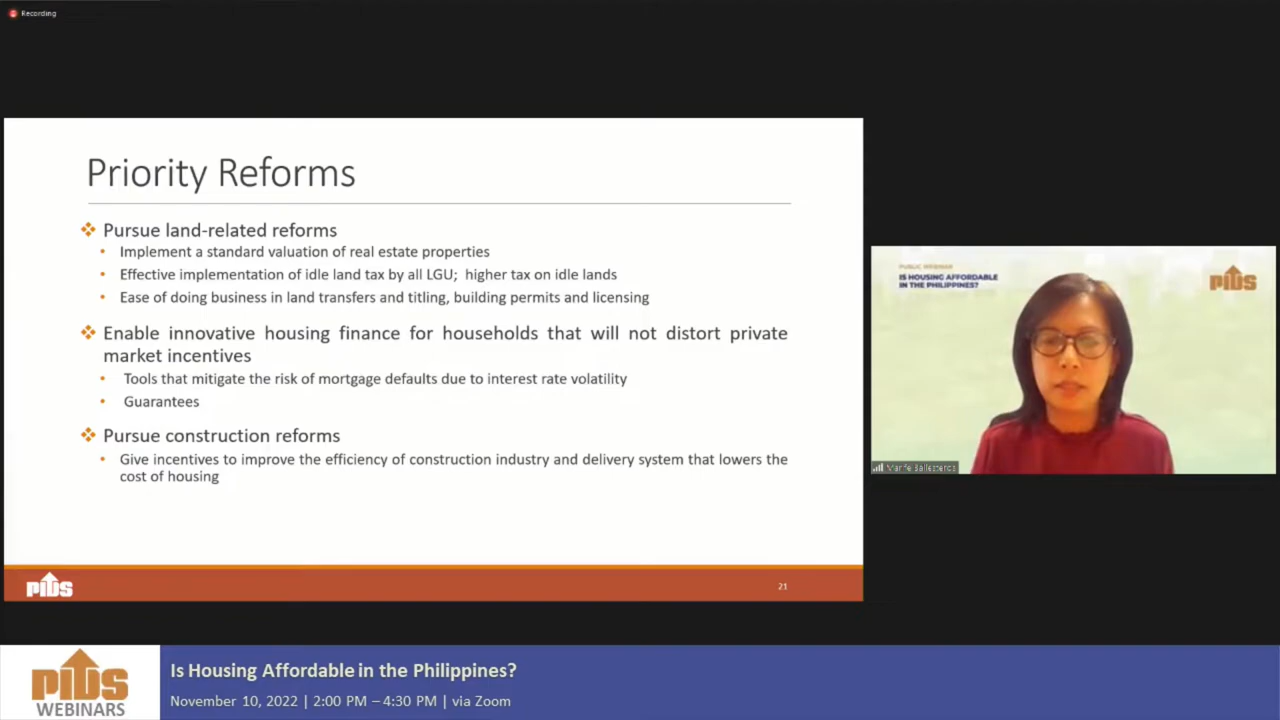 Recording
Priority Reforms
Pursue land-related reforms
• Implement a standard valuation of real estate properties
• Effective implementation of idle land tax by all LGU; higher tax on idle lands
• Ease of doing business in land transfers and titling, building permits and licensing
Enable innovative housing finance for households that will not distort private
market incentives
• Tools that mitigate the risk of mortgage defaults due to interest rate volatility
• Guarantees
Pursue construction reforms
• Give incentives to improve the efficiency of construction industry and delivery system that lowers the
cost of housing
PIDS
21
PUBLIC WEBINAR
IS HOUSING AFFORDABLE
IN THE PHILIPPINES?
PIDS
Marife Ballesteros
PIDS
WEBINARS
Is Housing Affordable in the Philippines?
November 10, 2022 | 2:00 PM – 4:30 PM | via Zoom